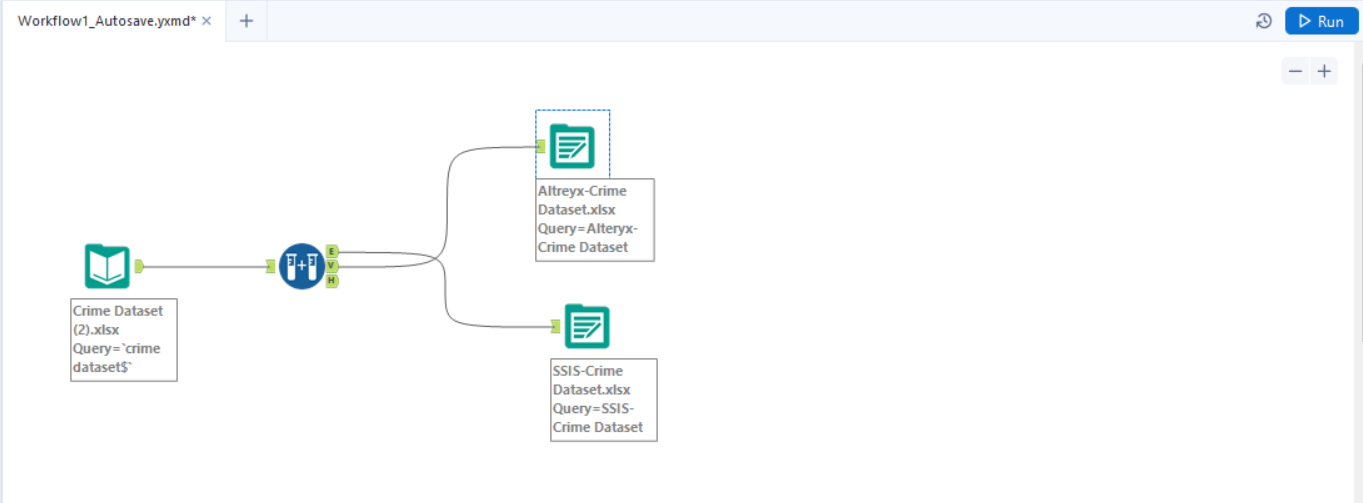 Workflow1_Autosave.yxmd*
Run
Altreyx-Crime
Dataset.xlsx
Query=Alteryx-
Crime Dataset
E
V
H
Crime Dataset
(2).xlsx
Query=`crime
dataset$`
SSIS-Crime
Dataset.xlsx
Query=SSIS-
Crime Dataset